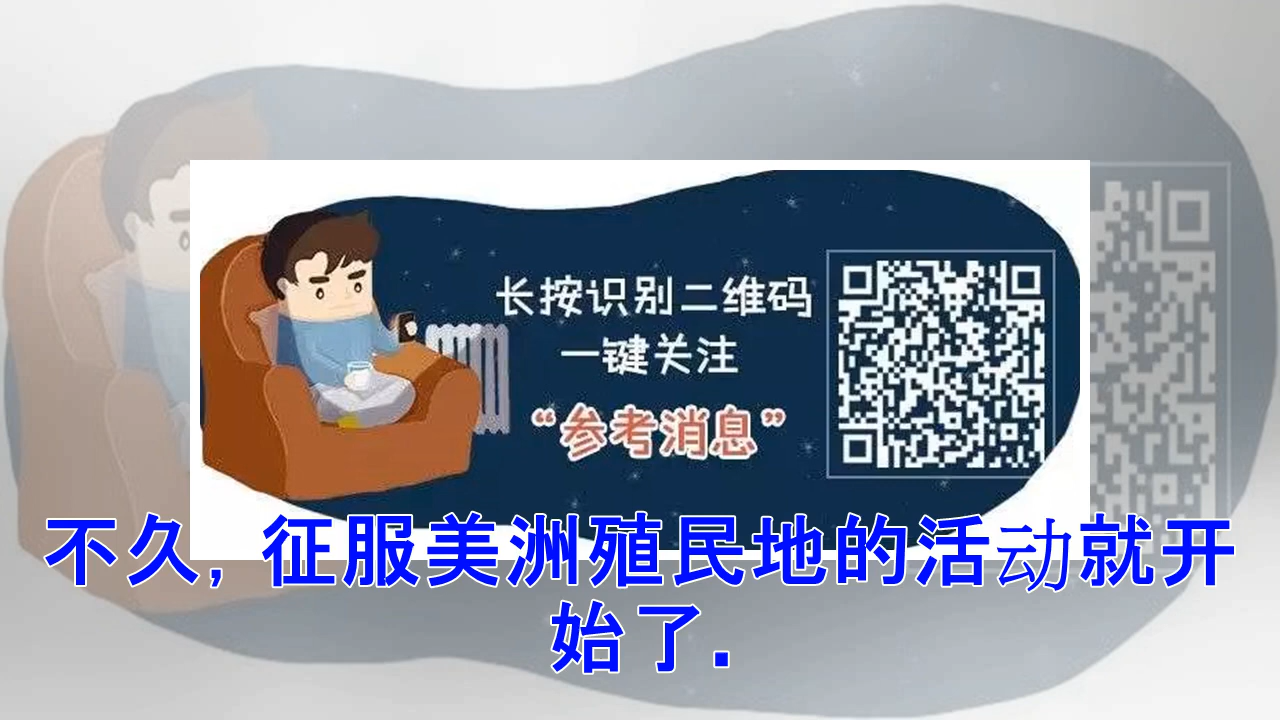 长按识别二维码
一键关注
“参考消息”
不久, 征服美洲殖民地的活动就开
始了.